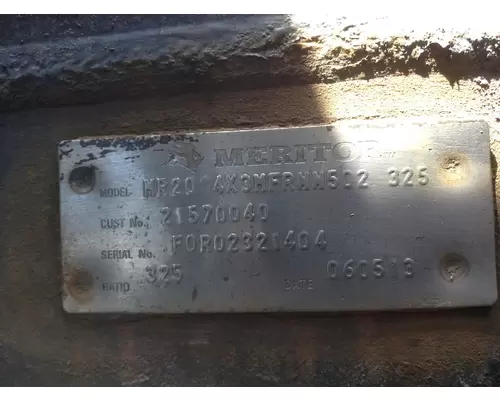 MERITOR
MODEL MR20 4X3MFRNN502 325
CUST No. 21570040
SERIAL No. FOR02321404
RATIO 325 DATE 060513